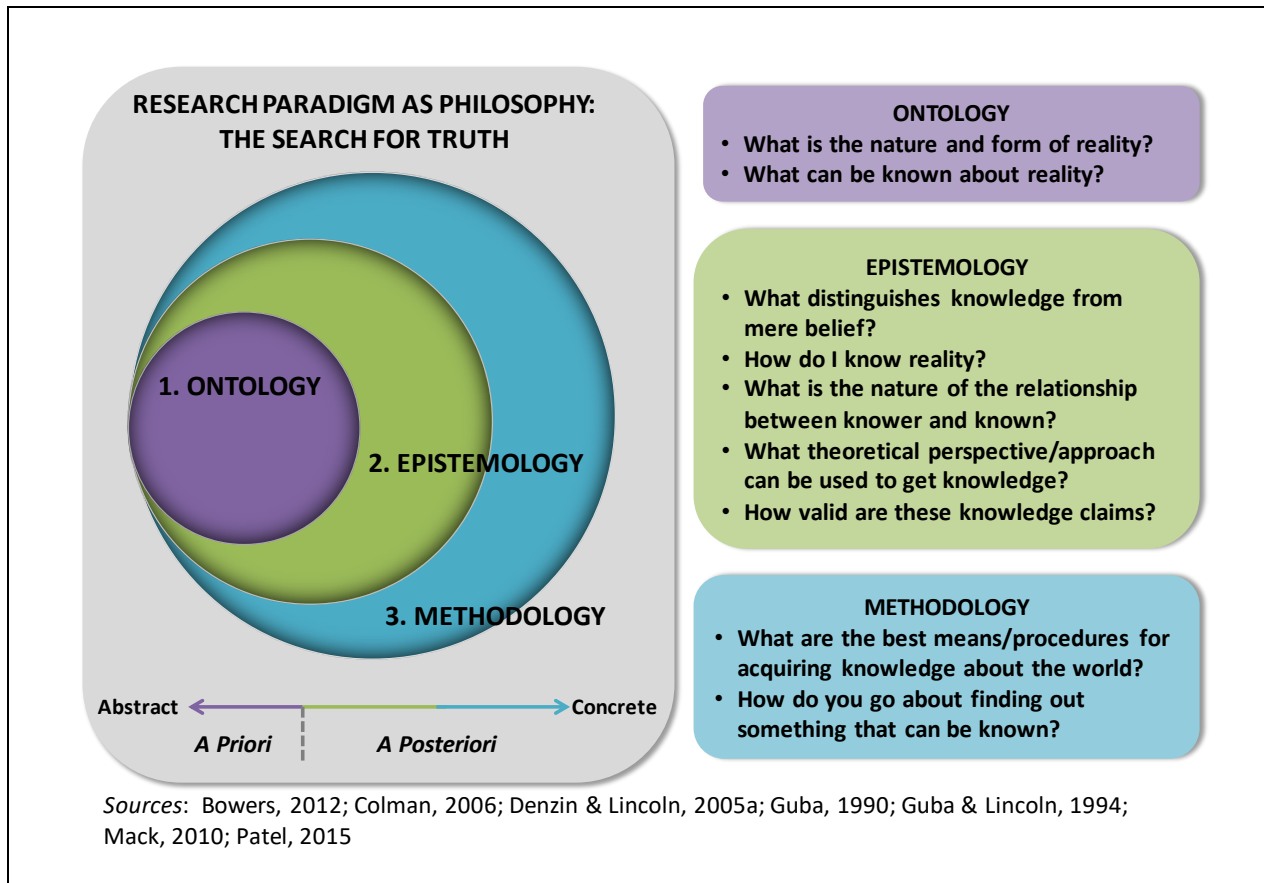 RESEARCH PARADIGM AS PHILOSOPHY:
THE SEARCH FOR TRUTH
1. ONTOLOGY
2. EPISTEMOLOGY
3. METHODOLOGY
Abstract
Concrete
A Priori
A Posteriori
ONTOLOGY
• What is the nature and form of reality?
• What can be known about reality?
EPISTEMOLOGY
• What distinguishes knowledge from
mere belief?
• How do I know reality?
• What is the nature of the relationship
between knower and known?
• What theoretical perspective/approach
can be used to get knowledge?
• How valid are these knowledge claims?
METHODOLOGY
• What are the best means/procedures for
acquiring knowledge about the world?
• How do you go about finding out
something that can be known?
Sources: Bowers, 2012; Colman, 2006; Denzin & Lincoln, 2005a; Guba, 1990; Guba & Lincoln, 1994;
Mack, 2010; Patel, 2015